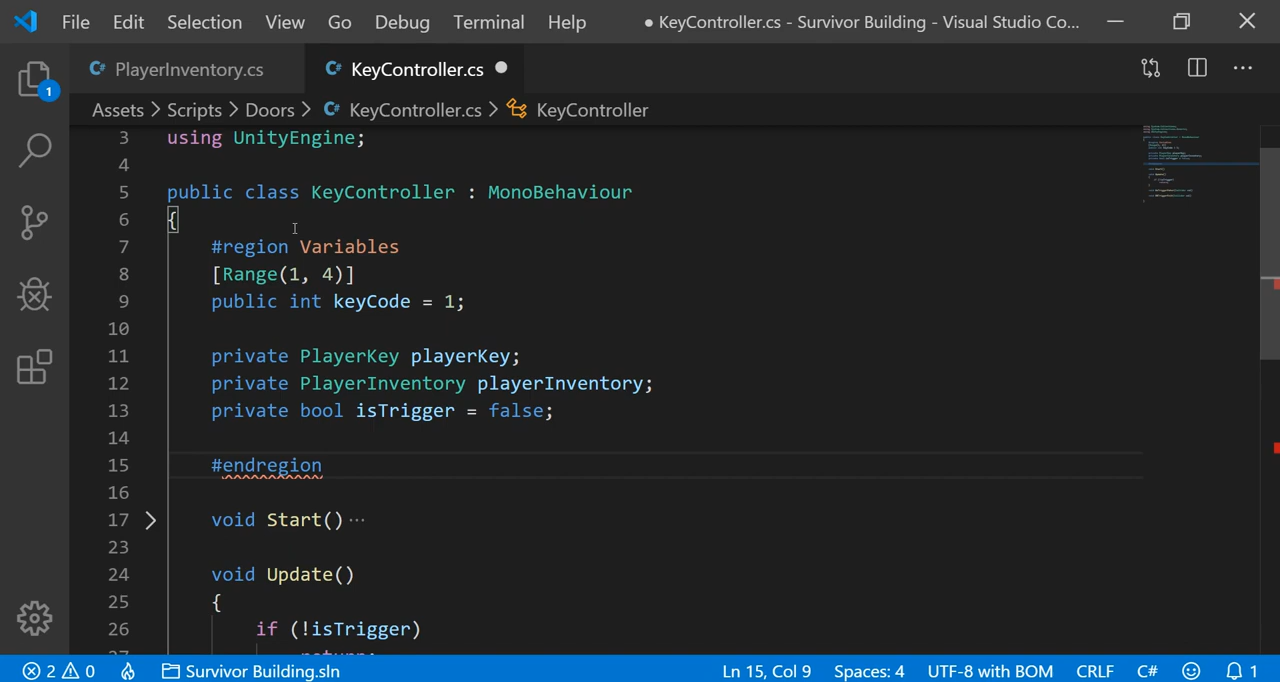 File Edit Selection View Go Debug Terminal Help ● KeyController.cs - Survivor Building - Visual Studio Co...
PlayerInventory.cs KeyController.cs
1
Assets > Scripts > Doors > KeyController.cs > KeyController
3 using UnityEngine;
4
5 public class KeyController : MonoBehaviour
6 {
7 #region Variables
8 [Range(1, 4)]
9 public int keyCode = 1;
10
11 private PlayerKey playerKey;
12 private PlayerInventory playerInventory;
13 private bool isTrigger = false;
14
15 #endregion
16
17 void Start()···
23
24 void Update()
25 {
26 if (!isTrigger)
27 return;
2 0 Survivor Building.sln Ln 15, Col 9 Spaces: 4 UTF-8 with BOM CRLF C# 1